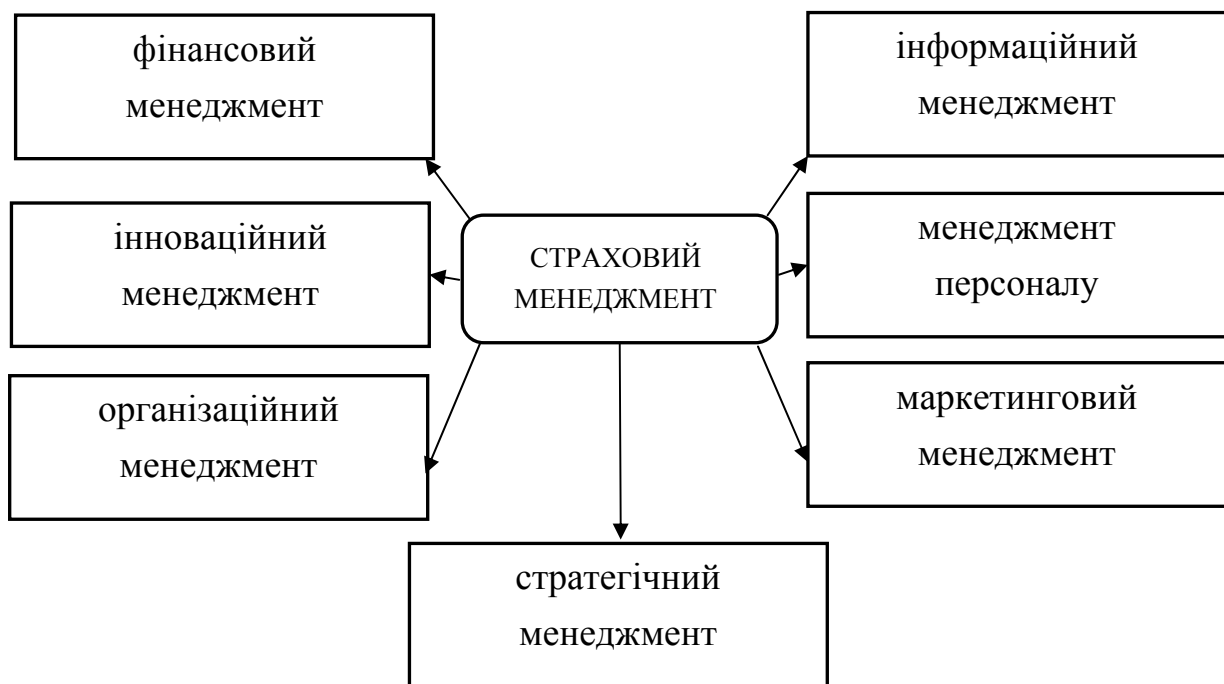 фінансовий
менеджмент
інформаційний
менеджмент
інноваційний
менеджмент
СТРАХОВИЙ
МЕНЕДЖМЕНТ
менеджмент
персоналу
організаційний
менеджмент
маркетинговий
менеджмент
стратегічний
менеджмент